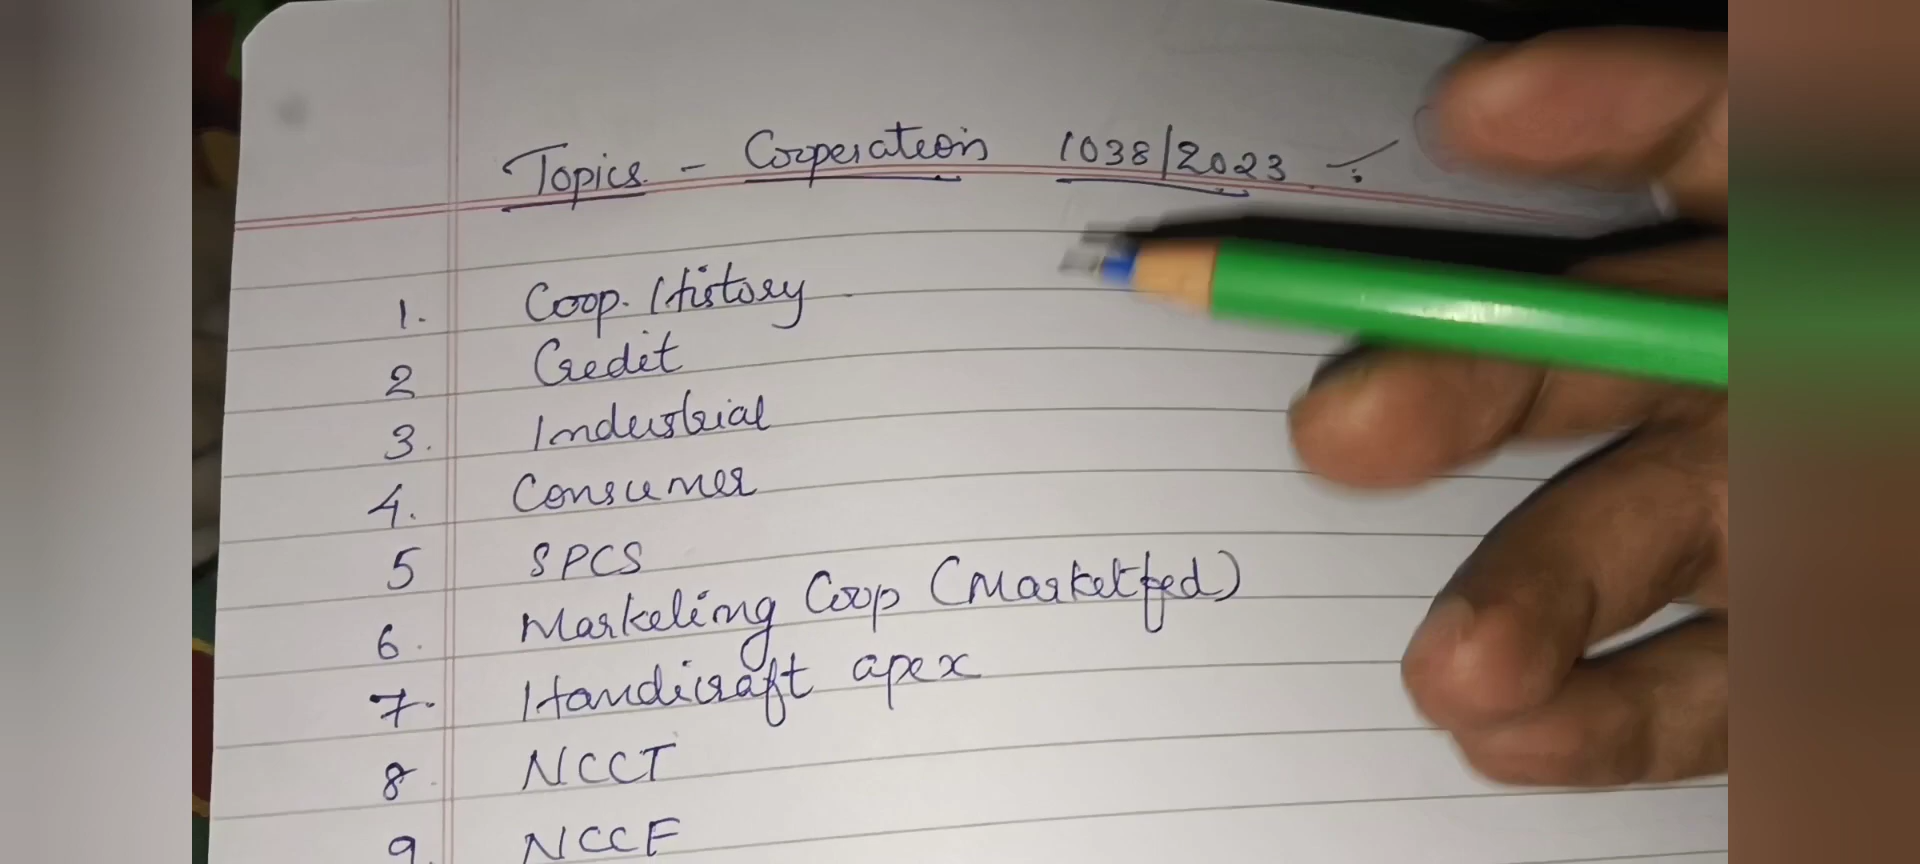 Topics - Cooperation 1038/2023 :-
1. Coop. History
2 Credit
3. Industrial
4. Consumer
5 SPCS
6. Marketing Coop (Marketfed)
7. Handicraft apex
8 NCCT
9. NCCF